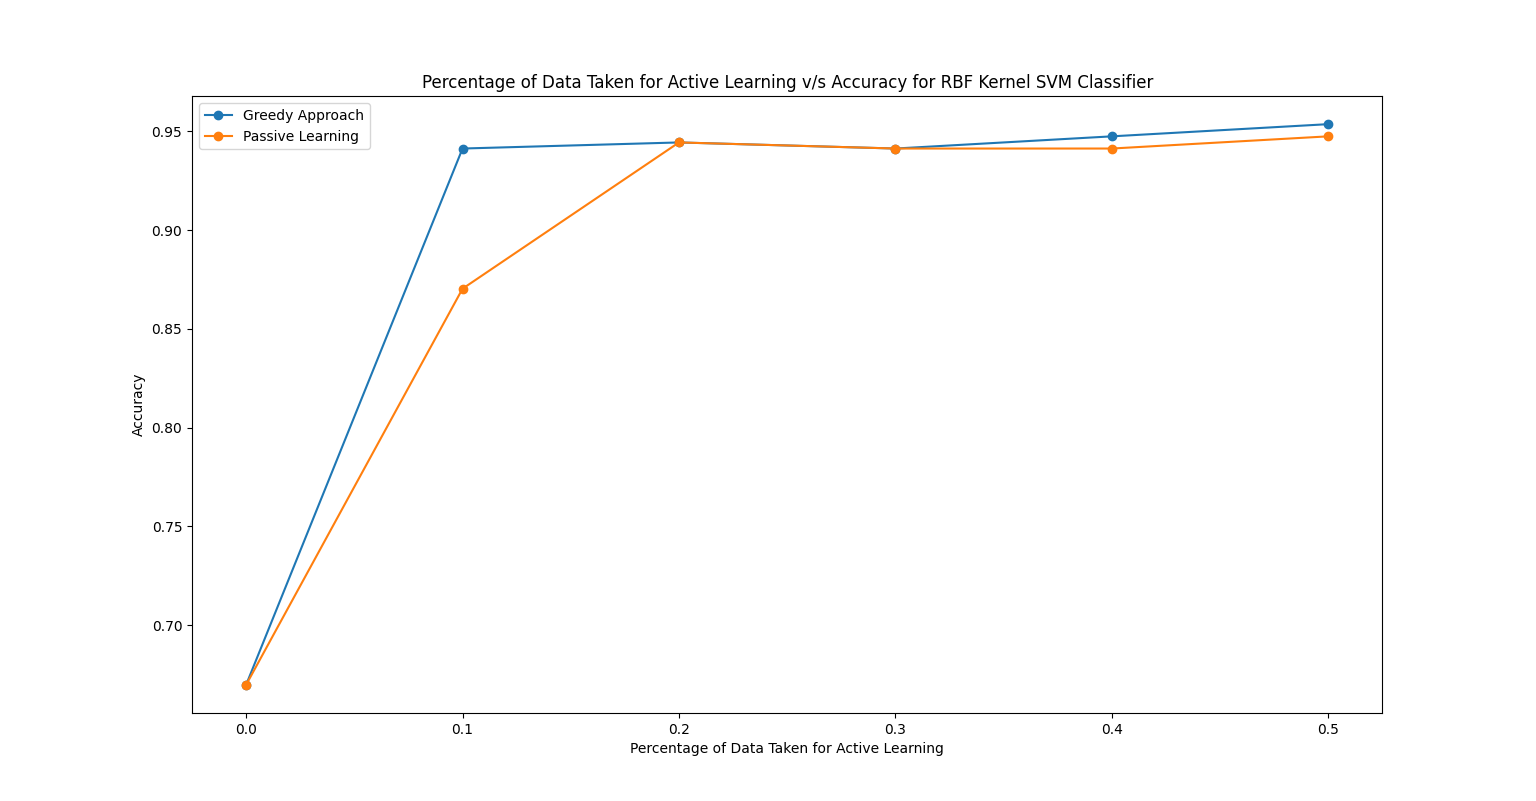 Percentage of Data Taken for Active Learning v/s Accuracy for RBF Kernel SVM Classifier
Greedy Approach
Passive Learning
0.95
0.90
0.85
0.80
0.75
0.70
Accuracy
0.0 0.1 0.2 0.3 0.4 0.5
Percentage of Data Taken for Active Learning